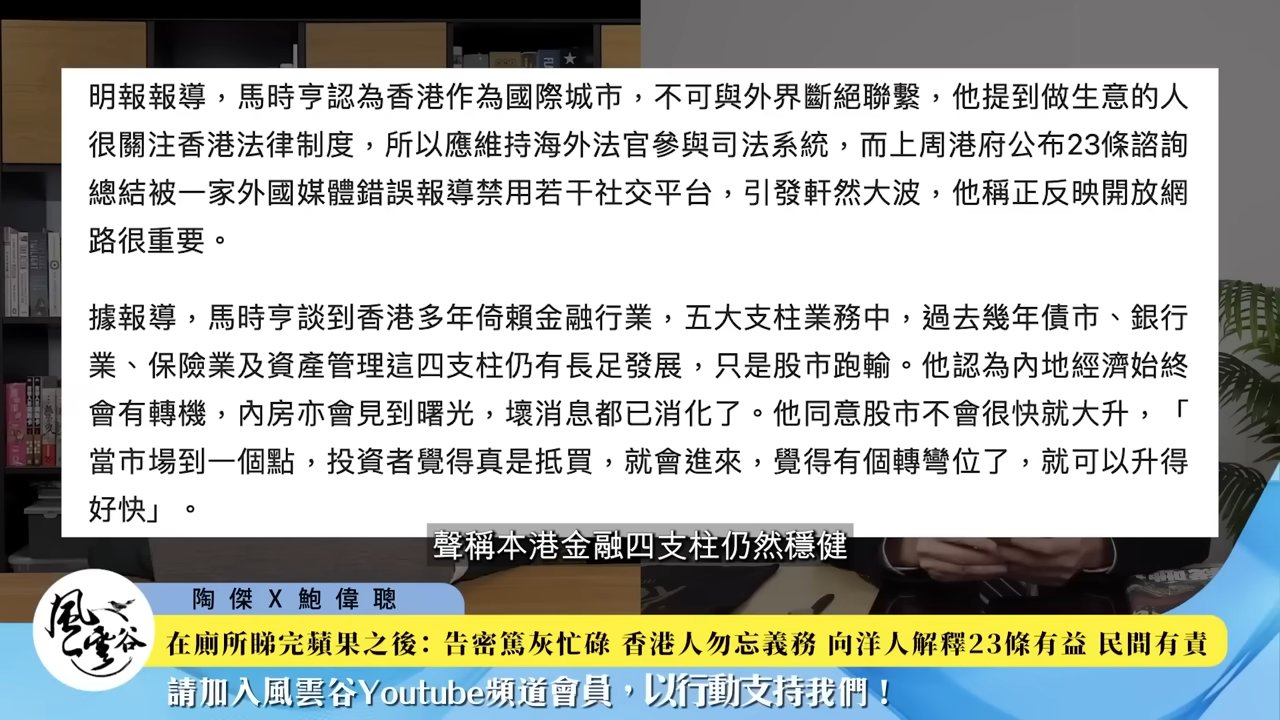 明報報導，馬時亨認為香港作為國際城市，不可與外界斷絕聯繫，他提到做生意的人
很關注香港法律制度，所以應維持海外法官參與司法系統，而上周港府公布23條諮詢
總結被一家外國媒體錯誤報導禁用若干社交平台，引發軒然大波，他稱正反映開放網
路很重要。
據報導，馬時亨談到香港多年倚賴金融行業，五大支柱業務中，過去幾年債市、銀行
業、保險業及資產管理這四支柱仍有長足發展，只是股市跑輸。他認為內地經濟始終
會有轉機，內房亦會見到曙光，壞消息都已消化了。他同意股市不會很快就大升，「
當市場到一個點，投資者覺得真是抵買，就會進來，覺得有個轉彎位了，就可以升得
好快」。
聲稱本港金融四支柱仍然穩健
陶傑X鮑偉聰
風雲谷
在廁所睇完蘋果之後：告密篤灰忙碌 香港人勿忘義務 向洋人解釋23條有益 民間有責
請加入風雲谷Youtube頻道會員，以行動支持我們！